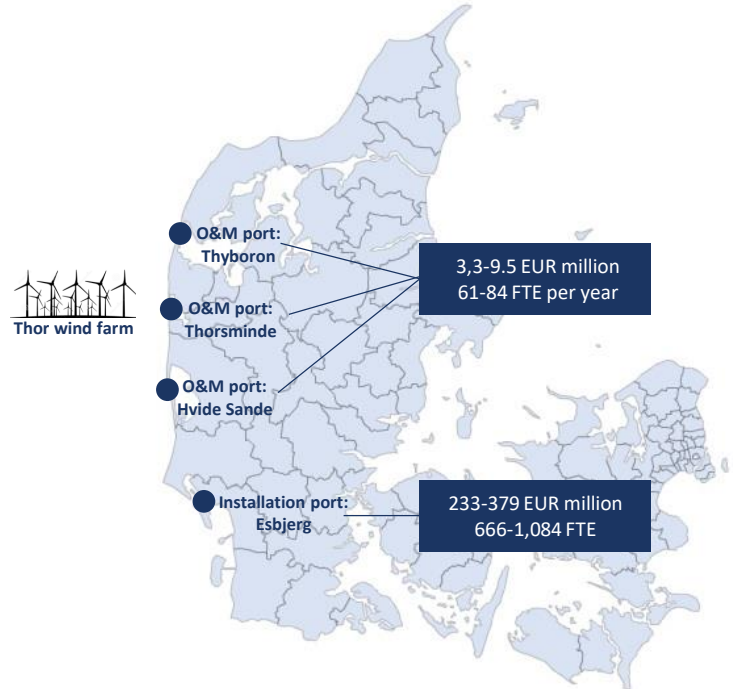 O&M port:
Thyboron
3,3-9.5 EUR million
61-84 FTE per year
Thor wind farm
O&M port:
Thorsminde
O&M port:
Hvide Sande
Installation port:
Esbjerg
233-379 EUR million
666-1,084 FTE